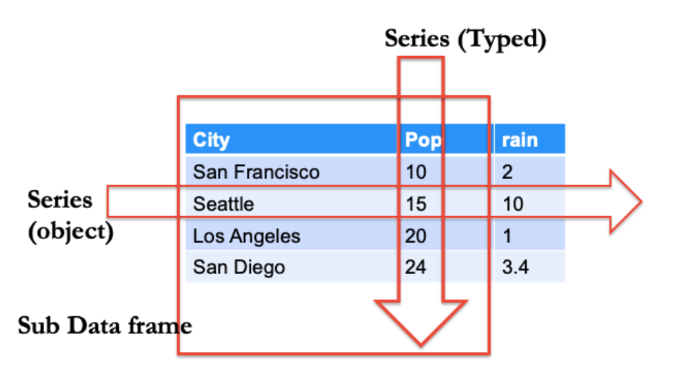 Series (Typed)
City Pop rain
San Francisco 10 2
Series
(object)
Seattle 15 10
Los Angeles 20 1
San Diego 24 3.4
Sub Data frame